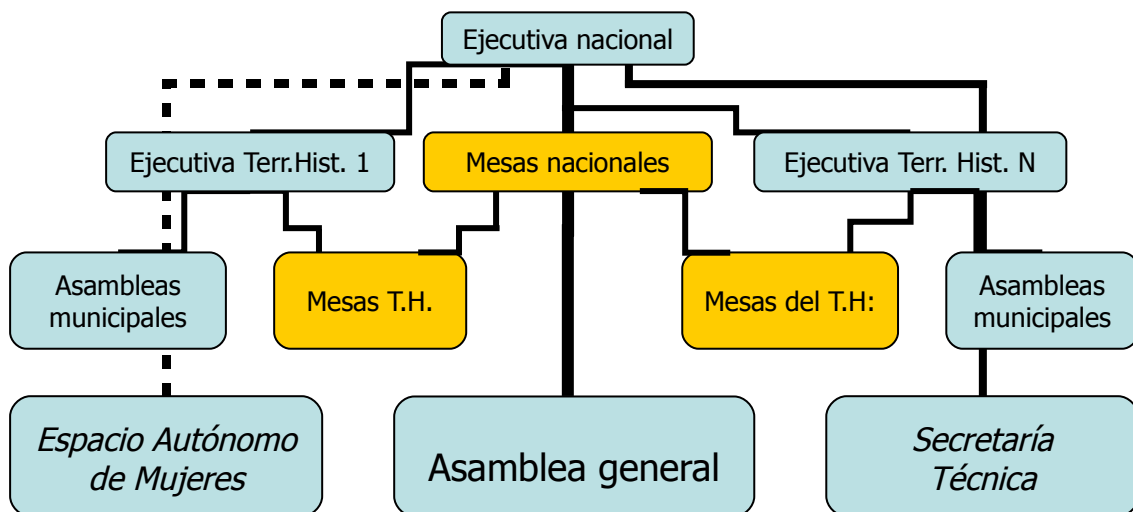 Ejecutiva nacional
Ejecutiva Terr.Hist. 1
Mesas nacionales
Ejecutiva Terr. Hist. N
Asambleas
municipales
Mesas T.H.
Mesas del T.H:
Asambleas
municipales
Espacio Autónomo
de Mujeres
Asamblea general
Secretaría
Técnica